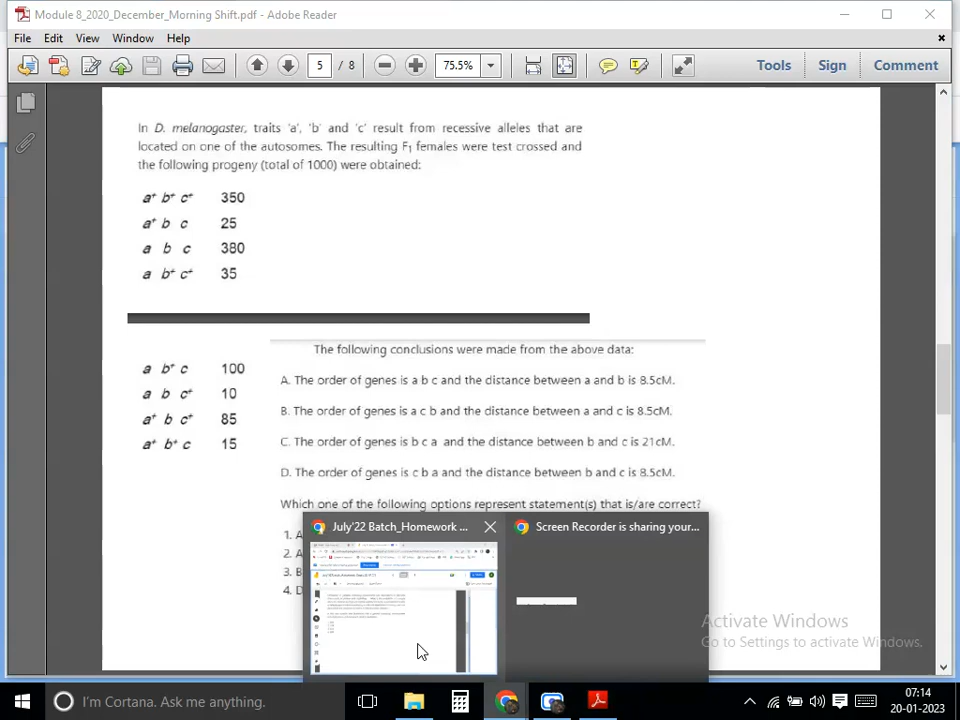 Module 8_2020_December_Morning Shift.pdf - Adobe Reader
File Edit View Window Help
5 / 8 75.5% Tools Sign Comment
In D. melanogaster, traits 'a', 'b' and 'c' result from recessive alleles that are
located on one of the autosomes. The resulting F₁ females were test crossed and
the following progeny (total of 1000) were obtained:
a⁺ b⁺ c⁺ 350
a⁺ b c 25
a b c 380
a b⁺ c⁺ 35
The following conclusions were made from the above data:
a b⁺ c 100
A. The order of genes is a b c and the distance between a and b is 8.5cM.
a b c⁺ 10
B. The order of genes is a c b and the distance between a and c is 8.5cM.
a⁺ b c⁺ 85
C. The order of genes is b c a and the distance between b and c is 21cM.
a⁺ b⁺ c 15
D. The order of genes is c b a and the distance between b and c is 8.5cM.
Which one of the following options represent statement(s) that is/are correct?
1. A
2. A
3. B
4. D
July'22 Batch_Homework ...
Screen Recorder is sharing your...
Activate Windows
Go to Settings to activate Windows.
I'm Cortana. Ask me anything.
07:14
20-01-2023